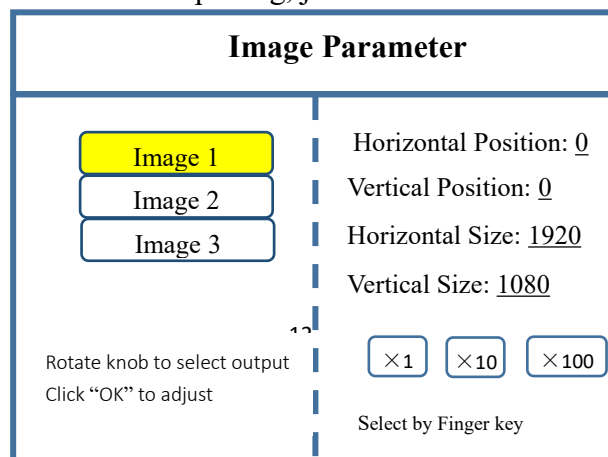 Image Parameter
Image 1
Image 2
Image 3
Rotate knob to select output
Click “OK” to adjust
Horizontal Position: 0
Vertical Position: 0
Horizontal Size: 1920
Vertical Size: 1080
×1 ×10 ×100
Select by Finger key